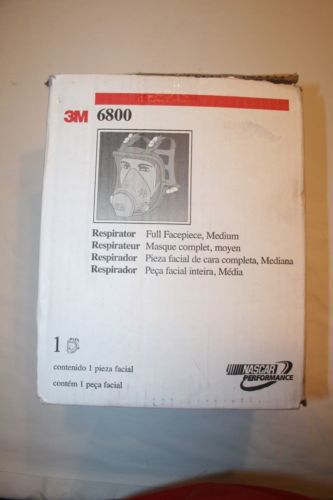 3M 6800
Respirator Full Facepiece, Medium
Respirateur Masque complet, moyen
Respirador Pieza facial de cara completa, Mediana
Respirador Peça facial inteira, Média
1
contenido 1 pieza facial
contém 1 peça facial
NASCAR
PERFORMANCE